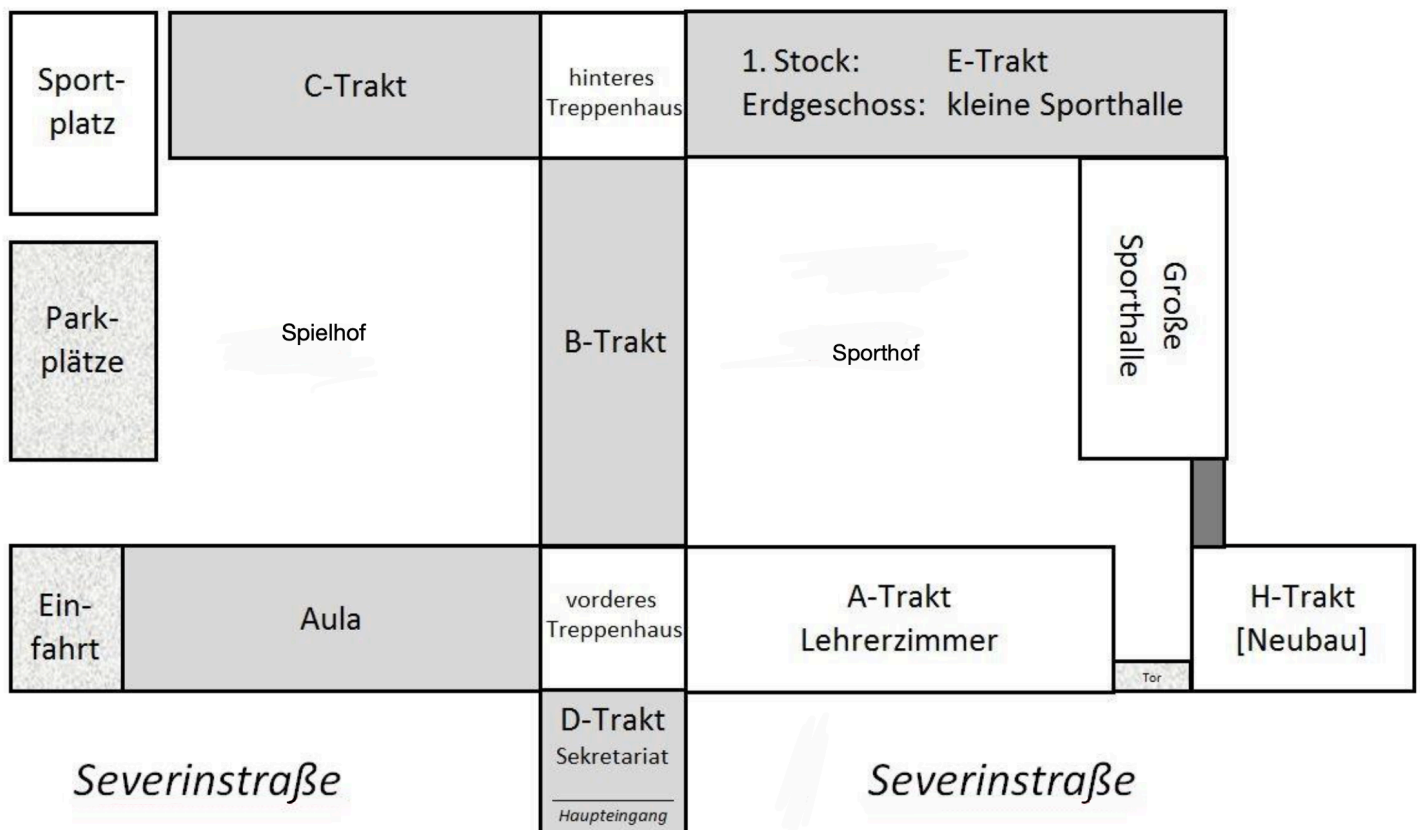 Sport-
platz
C-Trakt
hinteres
Treppenhaus
1. Stock: E-Trakt
Erdgeschoss: kleine Sporthalle
Park-
plätze
Spielhof
B-Trakt
Sporthof
Große
Sporthalle
Ein-
fahrt
Aula
vorderes
Treppenhaus
A-Trakt
Lehrerzimmer
Tor
H-Trakt
[Neubau]
D-Trakt
Sekretariat
Haupteingang
Severinstraße
Severinstraße